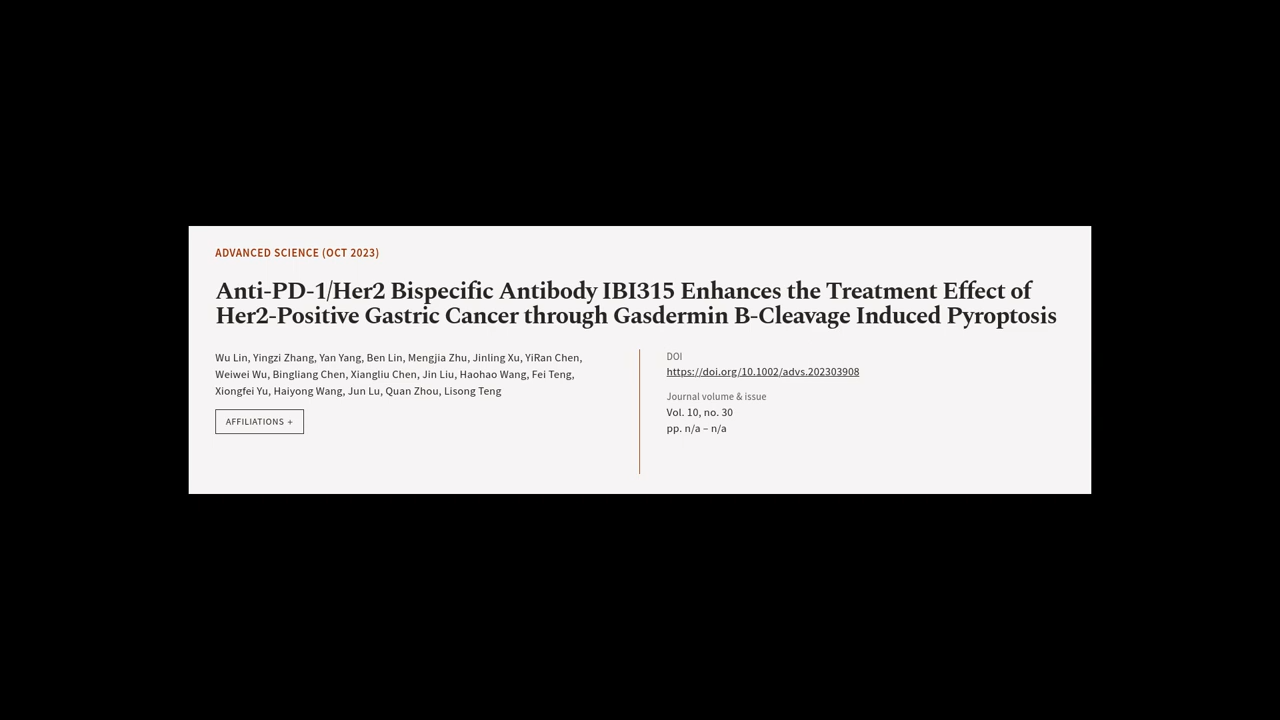 ADVANCED SCIENCE (OCT 2023)
Anti-PD-1/Her2 Bispecific Antibody IBI315 Enhances the Treatment Effect of
Her2-Positive Gastric Cancer through Gasdermin B-Cleavage Induced Pyroptosis
Wu Lin, Yingzi Zhang, Yan Yang, Ben Lin, Mengjia Zhu, Jinling Xu, YiRan Chen,
Weiwei Wu, Bingliang Chen, Xiangliu Chen, Jin Liu, Haohao Wang, Fei Teng,
Xiongfei Yu, Haiyong Wang, Jun Lu, Quan Zhou, Lisong Teng
AFFILIATIONS +
DOI
https://doi.org/10.1002/advs.202303908
Journal volume & issue
Vol. 10, no. 30
pp. n/a – n/a